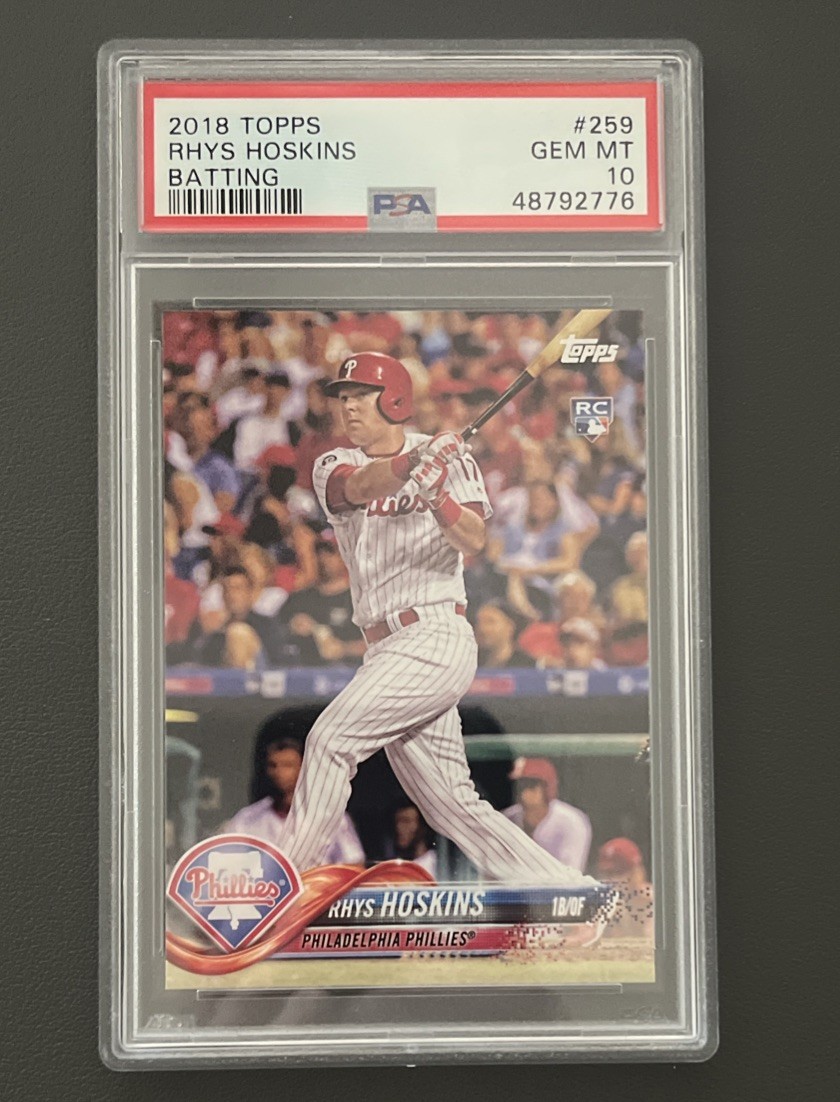 2018 TOPPS #259
RHYS HOSKINS GEM MT
BATTING 10
PSA 48792776
topps
RC
P
17
Phillies
RHYS HOSKINS 1B/OF
PHILADELPHIA PHILLIES®